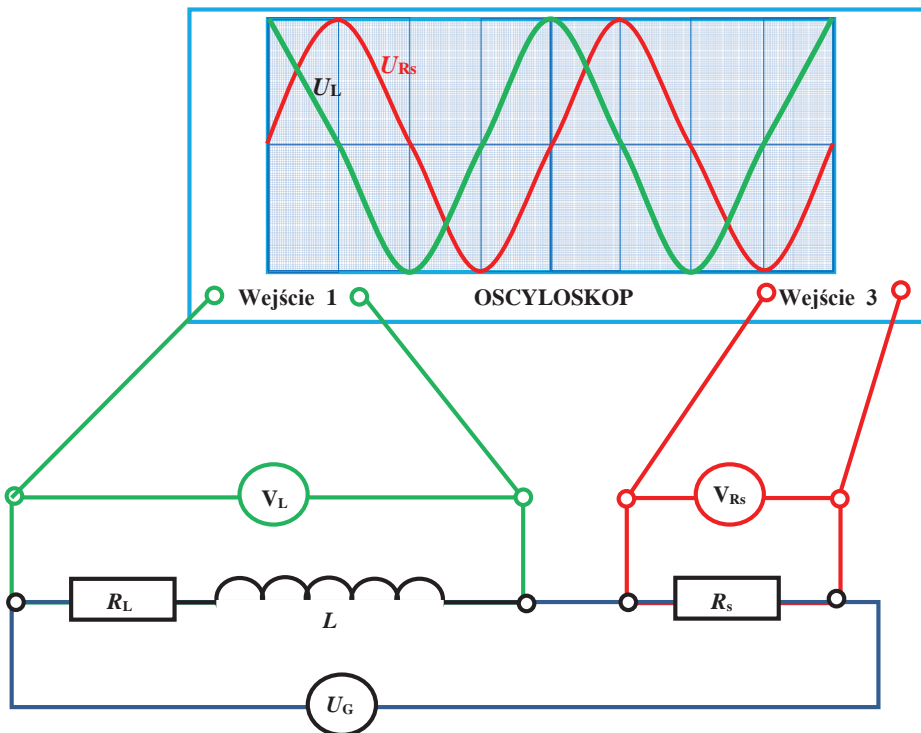 U_Rs
U_L
Wejście 1
OSCYLOSKOP
Wejście 3
V_L
V_Rs
R_L
L
R_s
U_G